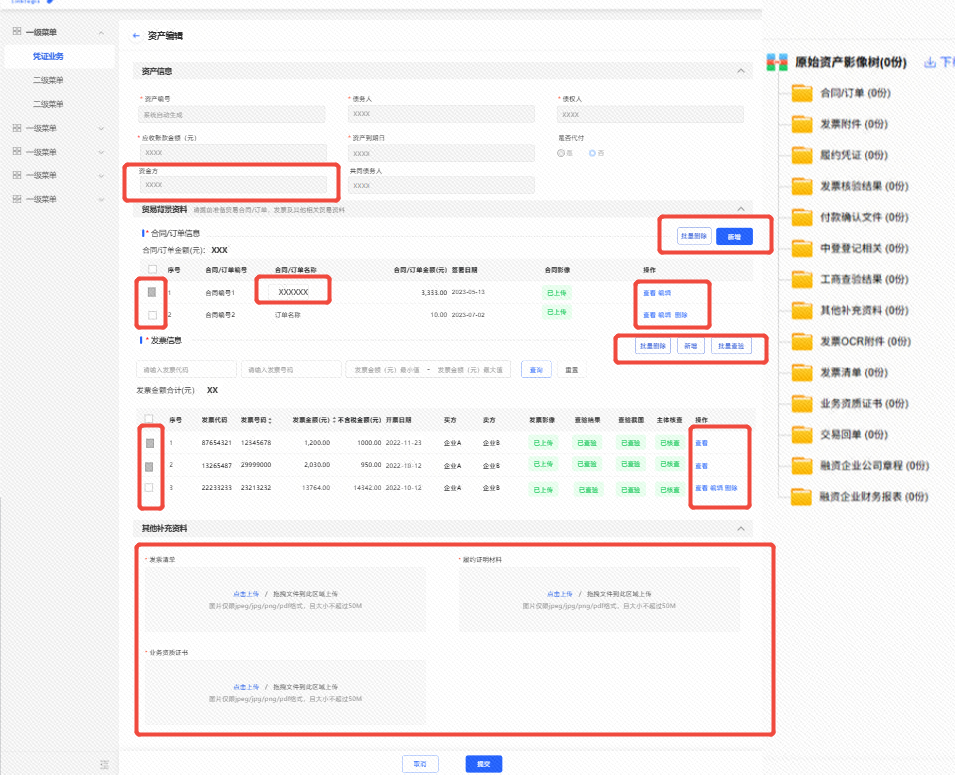 一级菜单
凭证业务
二级菜单
二级菜单
一级菜单
一级菜单
一级菜单
一级菜单
← 资产编辑
资产信息
* 资产编号 * 债务人 * 债权人
系统自动生成 XXXX XXXX
* 应收账款金额（元） * 资产到期日 是否代付
XXXX XXXX 是 否
资金方 共同债务人
XXXX XXXX
贸易背景资料
* 合同/订单信息 批量删除 新增
合同/订单金额(元)： XXX
序号 合同/订单编号 合同/订单名称 合同/订单金额(元) 签署日期 合同影像 操作
1 合同编号1 XXXXXX 3,333.00 2023-05-13 已上传 查看 编辑
2 合同编号2 订单名称 10.00 2023-07-02 已上传 查看 编辑 删除
* 发票信息 批量删除 新增 批量查验
请输入发票代码 请输入发票号码 发票金额（元）最小值 - 发票金额（元）最大值 查询 重置
发票金额合计(元) XX
序号 发票代码 发票号码 发票金额(元) 不含税金额(元) 开票日期 买方 卖方 发票影像 查验结果 查验截图 主体核查 操作
1 87654321 12345678 1,200.00 1000.00 2022-11-23 企业A 企业B 已上传 已查验 已查验 已核查 查看
2 13265487 29999000 2,030.00 950.00 2022-10-12 企业A 企业B 已上传 已查验 已查验 已核查 查看
3 22233233 23213232 13764.00 14342.00 2022-10-12 企业A 企业B 已上传 已查验 已查验 已核查 查看 编辑 删除
其他补充资料
* 发票清单 * 履约证明材料
点击上传 / 拖拽文件到此区域上传 点击上传 / 拖拽文件到此区域上传
图片仅限jpeg/jpg/png/pdf格式，且大小不超过50M 图片仅限jpeg/jpg/png/pdf格式，且大小不超过50M
* 业务资质证书
点击上传 / 拖拽文件到此区域上传
图片仅限jpeg/jpg/png/pdf格式，且大小不超过50M
取消 提交
原始资产影像树(0份) 下
合同/订单 (0份)
发票附件 (0份)
履约凭证 (0份)
发票核验结果 (0份)
付款确认文件 (0份)
中登登记相关 (0份)
工商查验结果 (0份)
其他补充资料 (0份)
发票OCR附件 (0份)
发票清单 (0份)
业务资质证书 (0份)
交易回单 (0份)
融资企业公司章程 (0份)
融资企业财务报表 (0份)